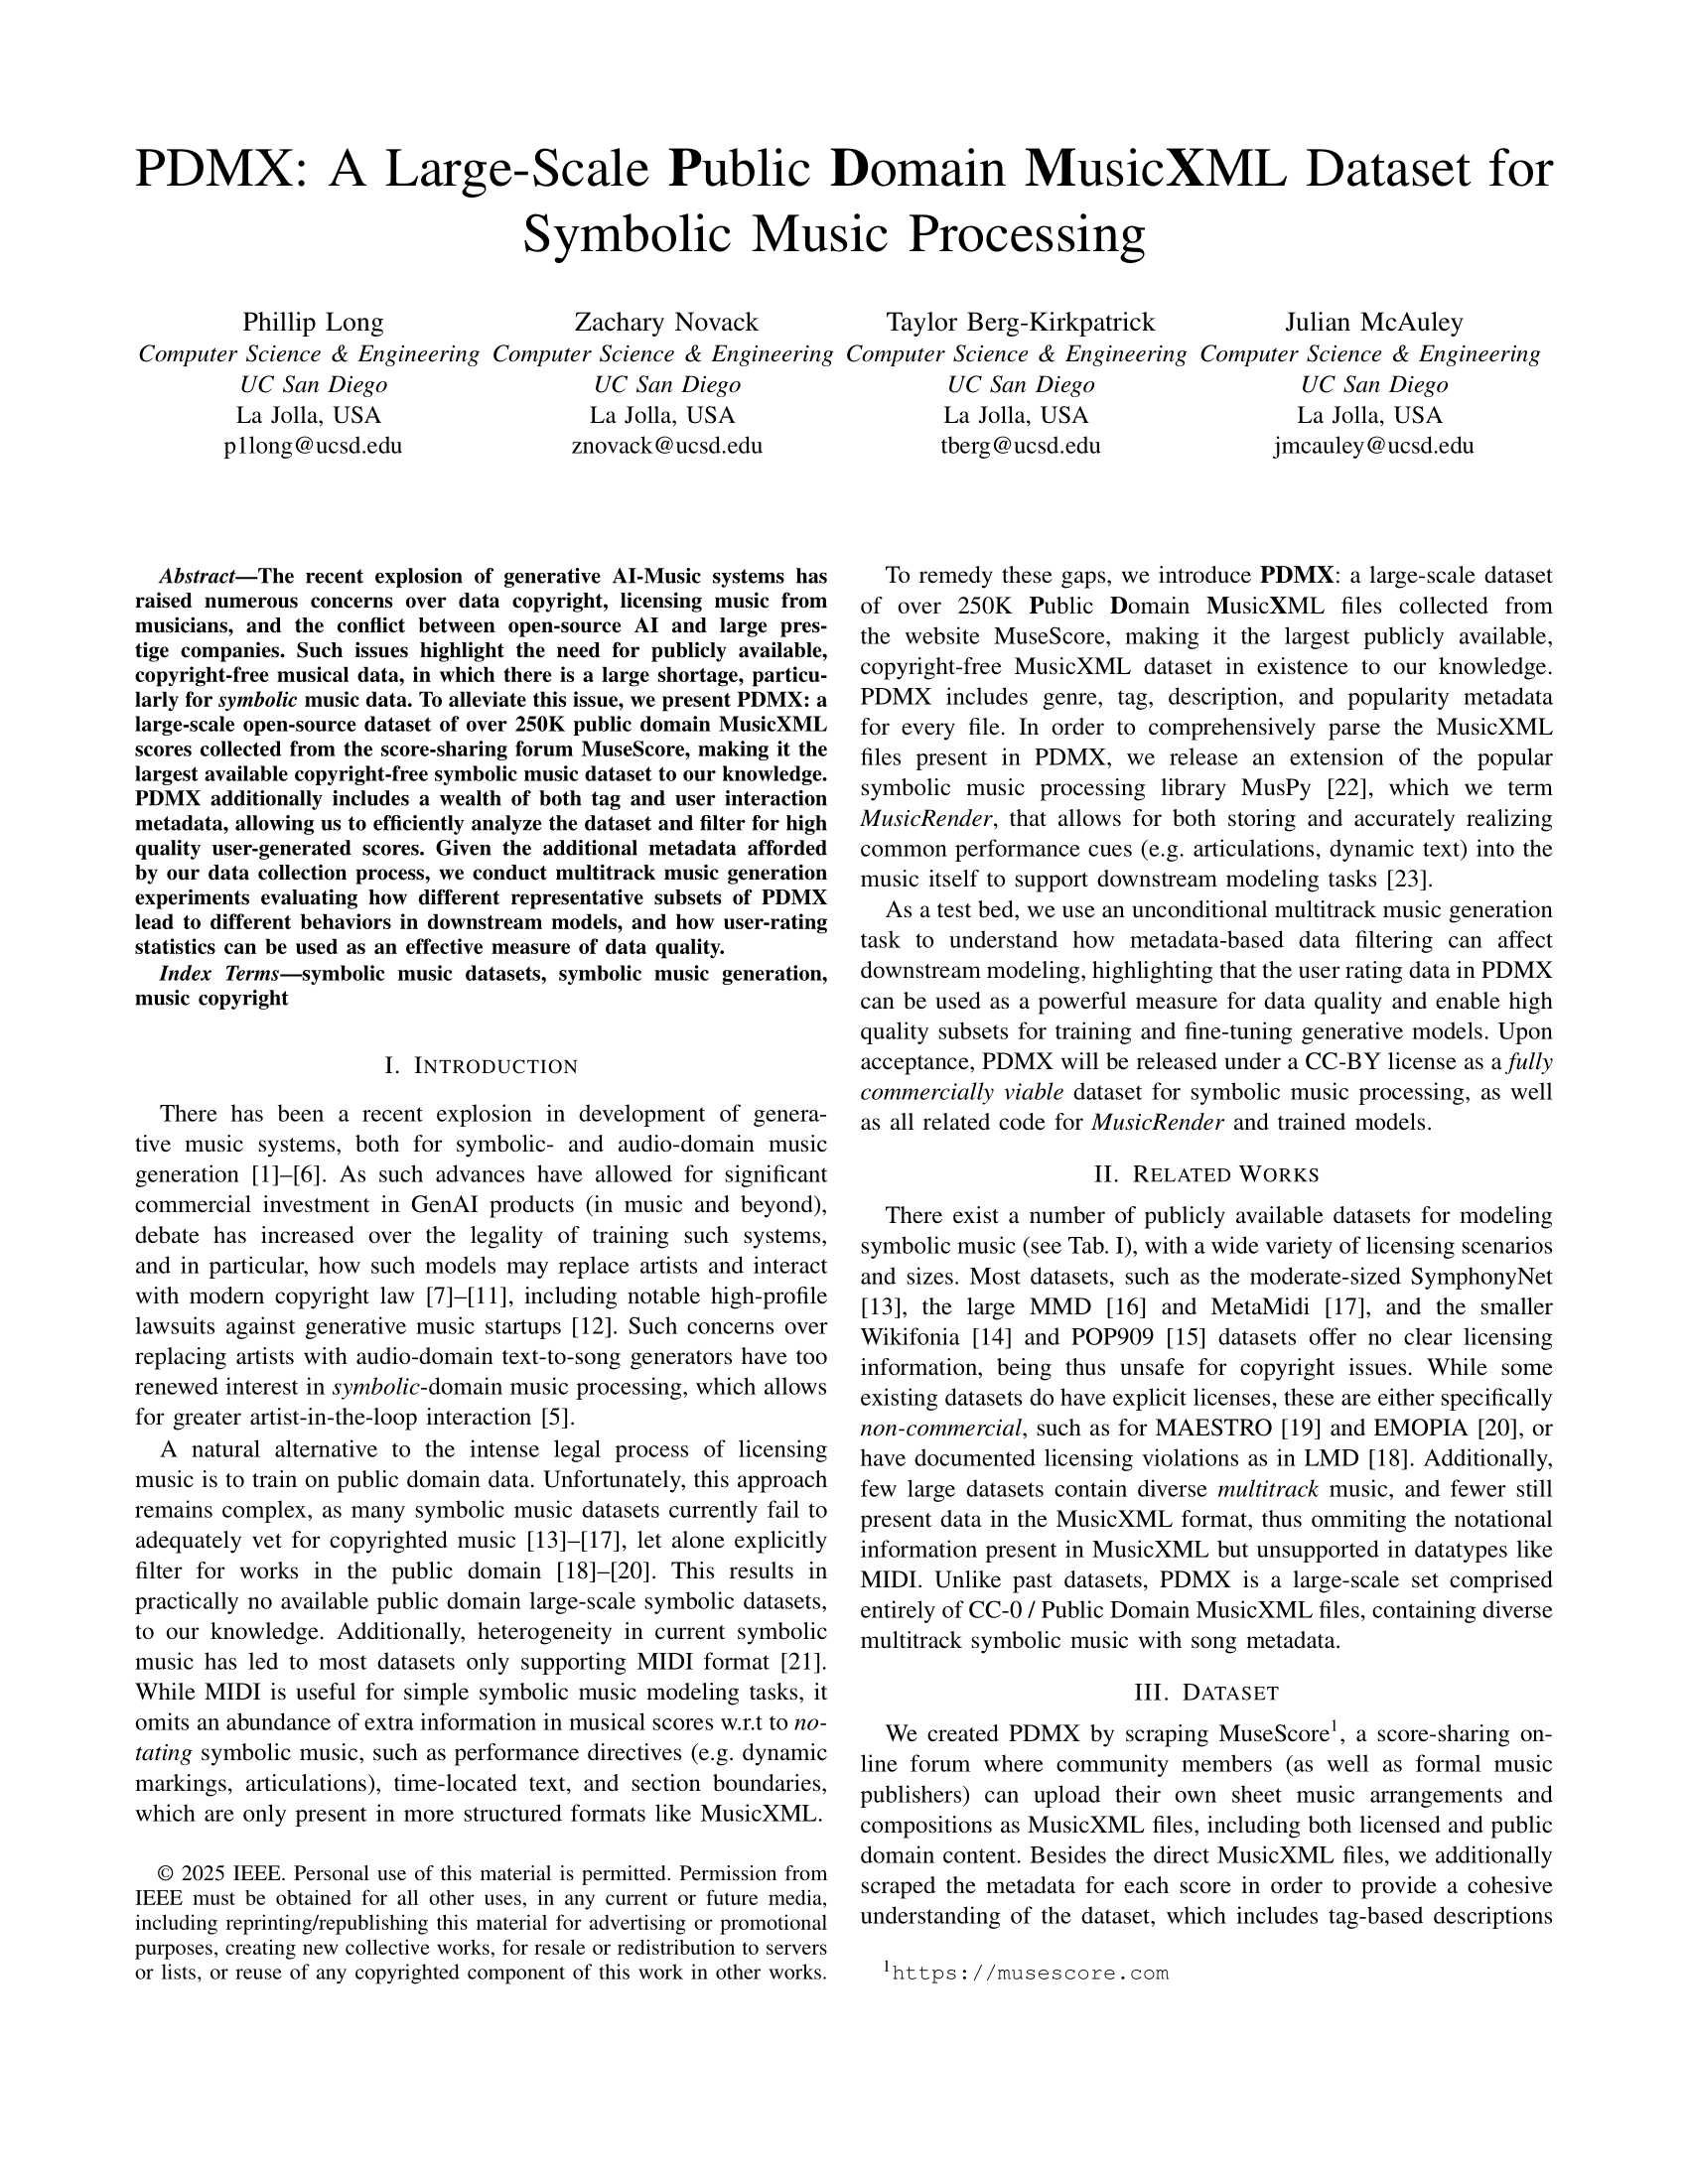 PDMX: A Large-Scale Public Domain MusicXML Dataset for
Symbolic Music Processing
Phillip Long
Computer Science & Engineering
UC San Diego
La Jolla, USA
p1long@ucsd.edu
Zachary Novack
Computer Science & Engineering
UC San Diego
La Jolla, USA
znovack@ucsd.edu
Taylor Berg-Kirkpatrick
Computer Science & Engineering
UC San Diego
La Jolla, USA
tberg@ucsd.edu
Julian McAuley
Computer Science & Engineering
UC San Diego
La Jolla, USA
jmcauley@ucsd.edu
Abstract—The recent explosion of generative AI-Music systems has
raised numerous concerns over data copyright, licensing music from
musicians, and the conflict between open-source AI and large pres-
tige companies. Such issues highlight the need for publicly available,
copyright-free musical data, in which there is a large shortage, particu-
larly for symbolic music data. To alleviate this issue, we present PDMX: a
large-scale open-source dataset of over 250K public domain MusicXML
scores collected from the score-sharing forum MuseScore, making it the
largest available copyright-free symbolic music dataset to our knowledge.
PDMX additionally includes a wealth of both tag and user interaction
metadata, allowing us to efficiently analyze the dataset and filter for high
quality user-generated scores. Given the additional metadata afforded
by our data collection process, we conduct multitrack music generation
experiments evaluating how different representative subsets of PDMX
lead to different behaviors in downstream models, and how user-rating
statistics can be used as an effective measure of data quality.
Index Terms—symbolic music datasets, symbolic music generation,
music copyright
I. INTRODUCTION
There has been a recent explosion in development of genera-
tive music systems, both for symbolic- and audio-domain music
generation [1]–[6]. As such advances have allowed for significant
commercial investment in GenAI products (in music and beyond),
debate has increased over the legality of training such systems,
and in particular, how such models may replace artists and interact
with modern copyright law [7]–[11], including notable high-profile
lawsuits against generative music startups [12]. Such concerns over
replacing artists with audio-domain text-to-song generators have too
renewed interest in symbolic-domain music processing, which allows
for greater artist-in-the-loop interaction [5].
A natural alternative to the intense legal process of licensing
music is to train on public domain data. Unfortunately, this approach
remains complex, as many symbolic music datasets currently fail to
adequately vet for copyrighted music [13]–[17], let alone explicitly
filter for works in the public domain [18]–[20]. This results in
practically no available public domain large-scale symbolic datasets,
to our knowledge. Additionally, heterogeneity in current symbolic
music has led to most datasets only supporting MIDI format [21].
While MIDI is useful for simple symbolic music modeling tasks, it
omits an abundance of extra information in musical scores w.r.t to no-
tating symbolic music, such as performance directives (e.g. dynamic
markings, articulations), time-located text, and section boundaries,
which are only present in more structured formats like MusicXML.
© 2025 IEEE. Personal use of this material is permitted. Permission from
IEEE must be obtained for all other uses, in any current or future media,
including reprinting/republishing this material for advertising or promotional
purposes, creating new collective works, for resale or redistribution to servers
or lists, or reuse of any copyrighted component of this work in other works.
To remedy these gaps, we introduce PDMX: a large-scale dataset
of over 250K Public Domain MusicXML files collected from
the website MuseScore, making it the largest publicly available,
copyright-free MusicXML dataset in existence to our knowledge.
PDMX includes genre, tag, description, and popularity metadata
for every file. In order to comprehensively parse the MusicXML
files present in PDMX, we release an extension of the popular
symbolic music processing library MusPy [22], which we term
MusicRender, that allows for both storing and accurately realizing
common performance cues (e.g. articulations, dynamic text) into the
music itself to support downstream modeling tasks [23].
As a test bed, we use an unconditional multitrack music generation
task to understand how metadata-based data filtering can affect
downstream modeling, highlighting that the user rating data in PDMX
can be used as a powerful measure for data quality and enable high
quality subsets for training and fine-tuning generative models. Upon
acceptance, PDMX will be released under a CC-BY license as a fully
commercially viable dataset for symbolic music processing, as well
as all related code for MusicRender and trained models.
II. RELATED WORKS
There exist a number of publicly available datasets for modeling
symbolic music (see Tab. I), with a wide variety of licensing scenarios
and sizes. Most datasets, such as the moderate-sized SymphonyNet
[13], the large MMD [16] and MetaMidi [17], and the smaller
Wikifonia [14] and POP909 [15] datasets offer no clear licensing
information, being thus unsafe for copyright issues. While some
existing datasets do have explicit licenses, these are either specifically
non-commercial, such as for MAESTRO [19] and EMOPIA [20], or
have documented licensing violations as in LMD [18]. Additionally,
few large datasets contain diverse multitrack music, and fewer still
present data in the MusicXML format, thus ommiting the notational
information present in MusicXML but unsupported in datatypes like
MIDI. Unlike past datasets, PDMX is a large-scale set comprised
entirely of CC-0 / Public Domain MusicXML files, containing diverse
multitrack symbolic music with song metadata.
III. DATASET
We created PDMX by scraping MuseScore1, a score-sharing on-
line forum where community members (as well as formal music
publishers) can upload their own sheet music arrangements and
compositions as MusicXML files, including both licensed and public
domain content. Besides the direct MusicXML files, we additionally
scraped the metadata for each score in order to provide a cohesive
understanding of the dataset, which includes tag-based descriptions
1https://musescore.com